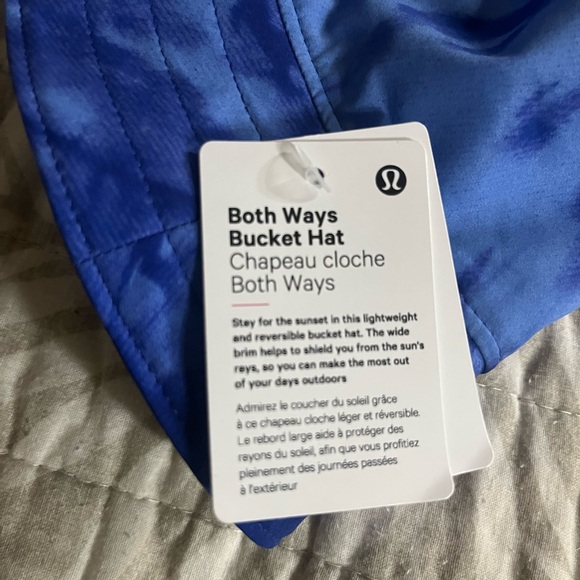 Both Ways
Bucket Hat
Chapeau cloche
Both Ways
Stay for the sunset in this lightweight
and reversible bucket hat. The wide
brim helps to shield you from the sun's
rays, so you can make the most out
of your days outdoors
Admirez le coucher du soleil grâce
à ce chapeau cloche léger et réversible.
Le rebord large aide à protéger des
rayons du soleil, afin que vous profitiez
pleinement des journées passées
à l'extérieur